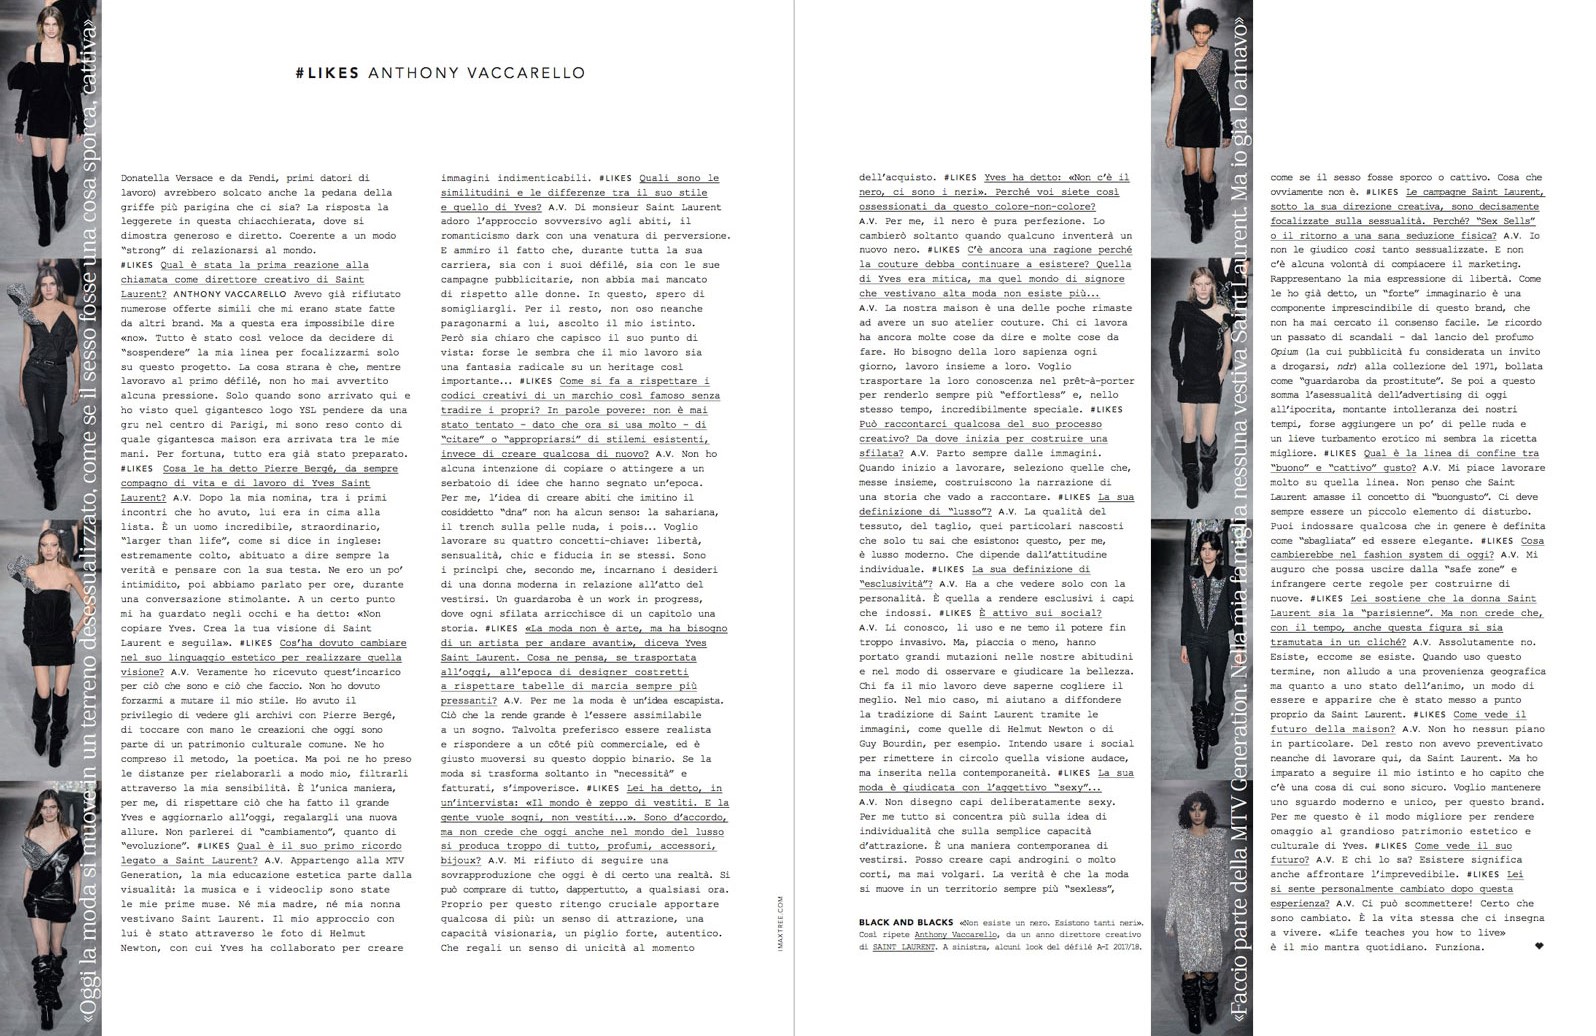 «Oggi la moda si muove in un terreno desessualizzato, come se il sesso fosse una cosa sporca, cattiva»
#LIKES ANTHONY VACCARELLO
Donatella Versace e da Fendi, primi datori di
lavoro) avrebbero solcato anche la pedana della
griffe più parigina che ci sia? La risposta la
leggerete in questa chiacchierata, dove si
dimostra generoso e diretto. Coerente a un modo
“strong” di relazionarsi al mondo.
#LIKES Qual è stata la prima reazione alla
chiamata come direttore creativo di Saint
Laurent? ANTHONY VACCARELLO Avevo già rifiutato
numerose offerte simili che mi erano state fatte
da altri brand. Ma a questa era impossibile dire
«no». Tutto è stato così veloce da decidere di
“sospendere” la mia linea per focalizzarmi solo
su questo progetto. La cosa strana è che, mentre
lavoravo al primo défilé, non ho mai avvertito
alcuna pressione. Solo quando sono arrivato qui e
ho visto quel gigantesco logo YSL pendere da una
gru nel centro di Parigi, mi sono reso conto di
quale gigantesca maison era arrivata tra le mie
mani. Per fortuna, tutto era già stato preparato.
#LIKES Cosa le ha detto Pierre Bergé, da sempre
compagno di vita e di lavoro di Yves Saint
Laurent? A.V. Dopo la mia nomina, tra i primi
incontri che ho avuto, lui era in cima alla
lista. È un uomo incredibile, straordinario,
“larger than life”, come si dice in inglese:
estremamente colto, abituato a dire sempre la
verità e pensare con la sua testa. Ne ero un po’
intimidito, poi abbiamo parlato per ore, durante
una conversazione stimolante. A un certo punto
mi ha guardato negli occhi e ha detto: «Non
copiare Yves. Crea la tua visione di Saint
Laurent e seguila». #LIKES Cos’ha dovuto cambiare
nel suo linguaggio estetico per realizzare quella
visione? A.V. Veramente ho ricevuto quest’incarico
per ciò che sono e ciò che faccio. Non ho dovuto
forzarmi a mutare il mio stile. Ho avuto il
privilegio di vedere gli archivi con Pierre Bergé,
di toccare con mano le creazioni che oggi sono
parte di un patrimonio culturale comune. Ne ho
compreso il metodo, la poetica. Ma poi ne ho preso
le distanze per rielaborarli a modo mio, filtrarli
attraverso la mia sensibilità. È l’unica maniera,
per me, di rispettare ciò che ha fatto il grande
Yves e aggiornarlo all’oggi, regalargli una nuova
allure. Non parlerei di “cambiamento”, quanto di
“evoluzione”. #LIKES Qual è il suo primo ricordo
legato a Saint Laurent? A.V. Appartengo alla MTV
Generation, la mia educazione estetica parte dalla
visualità: la musica e i videoclip sono state
le mie prime muse. Né mia madre, né mia nonna
vestivano Saint Laurent. Il mio approccio con
lui è stato attraverso le foto di Helmut
Newton, con cui Yves ha collaborato per creare
immagini indimenticabili. #LIKES Quali sono le
similitudini e le differenze tra il suo stile
e quello di Yves? A.V. Di monsieur Saint Laurent
adoro l’approccio sovversivo agli abiti, il
romanticismo dark con una venatura di perversione.
E ammiro il fatto che, durante tutta la sua
carriera, sia con i suoi défilé, sia con le sue
campagne pubblicitarie, non abbia mai mancato
di rispetto alle donne. In questo, spero di
somigliargli. Per il resto, non oso neanche
paragonarmi a lui, ascolto il mio istinto.
Però sia chiaro che capisco il suo punto di
vista: forse le sembra che il mio lavoro sia
una fantasia radicale su un heritage così
importante... #LIKES Come si fa a rispettare i
codici creativi di un marchio così famoso senza
tradire i propri? In parole povere: non è mai
stato tentato – dato che ora si usa molto – di
“citare” o “appropriarsi” di stilemi esistenti,
invece di creare qualcosa di nuovo? A.V. Non ho
alcuna intenzione di copiare o attingere a un
serbatoio di idee che hanno segnato un’epoca.
Per me, l’idea di creare abiti che imitino il
cosiddetto “dna” non ha alcun senso: la sahariana,
il trench sulla pelle nuda, i pois... Voglio
lavorare su quattro concetti-chiave: libertà,
sensualità, chic e fiducia in se stessi. Sono
i princìpi che, secondo me, incarnano i desideri
di una donna moderna in relazione all’atto del
vestirsi. Un guardaroba è un work in progress,
dove ogni sfilata arricchisce di un capitolo una
storia. #LIKES «La moda non è arte, ma ha bisogno
di un artista per andare avanti», diceva Yves
Saint Laurent. Cosa ne pensa, se trasportata
all’oggi, all’epoca di designer costretti
a rispettare tabelle di marcia sempre più
pressanti? A.V. Per me la moda è un’idea escapista.
Ciò che la rende grande è l’essere assimilabile
a un sogno. Talvolta preferisco essere realista
e rispondere a un côté più commerciale, ed è
giusto muoversi su questo doppio binario. Se la
moda si trasforma soltanto in “necessità” e
fatturati, s’impoverisce. #LIKES Lei ha detto, in
un’intervista: «Il mondo è zeppo di vestiti. E la
gente vuole sogni, non vestiti...». Sono d’accordo,
ma non crede che oggi anche nel mondo del lusso
si produca troppo di tutto, profumi, accessori,
bijoux? A.V. Mi rifiuto di seguire una
sovrapproduzione che oggi è di certo una realtà. Si
può comprare di tutto, dappertutto, a qualsiasi ora.
Proprio per questo ritengo cruciale apportare
qualcosa di più: un senso di attrazione, una
capacità visionaria, un piglio forte, autentico.
Che regali un senso di unicità al momento
IMAXTREE.COM
dell’acquisto. #LIKES Yves ha detto: «Non c’è il
nero, ci sono i neri». Perché voi siete così
ossessionati da questo colore-non-colore?
A.V. Per me, il nero è pura perfezione. Lo
cambierò soltanto quando qualcuno inventerà un
nuovo nero. #LIKES C’è ancora una ragione perché
la couture debba continuare a esistere? Quella
di Yves era mitica, ma quel mondo di signore
che vestivano alta moda non esiste più...
A.V. La nostra maison è una delle poche rimaste
ad avere un suo atelier couture. Chi ci lavora
ha ancora molte cose da dire e molte cose da
fare. Ho bisogno della loro sapienza ogni
giorno, lavoro insieme a loro. Voglio
trasportare la loro conoscenza nel prêt-à-porter
per renderlo sempre più “effortless” e, nello
stesso tempo, incredibilmente speciale. #LIKES
Può raccontarci qualcosa del suo processo
creativo? Da dove inizia per costruire una
sfilata? A.V. Parto sempre dalle immagini.
Quando inizio a lavorare, seleziono quelle che,
messe insieme, costruiscono la narrazione di
una storia che vado a raccontare. #LIKES La sua
definizione di “lusso”? A.V. La qualità del
tessuto, del taglio, quei particolari nascosti
che solo tu sai che esistono: questo, per me,
è lusso moderno. Che dipende dall’attitudine
individuale. #LIKES La sua definizione di
“esclusività”? A.V. Ha a che vedere solo con la
personalità. È quella a rendere esclusivi i capi
che indossi. #LIKES È attivo sui social?
A.V. Li conosco, li uso e ne temo il potere fin
troppo invasivo. Ma, piaccia o meno, hanno
portato grandi mutazioni nelle nostre abitudini
e nel modo di osservare e giudicare la bellezza.
Chi fa il mio lavoro deve saperne cogliere il
meglio. Nel mio caso, mi aiutano a diffondere
la tradizione di Saint Laurent tramite le
immagini, come quelle di Helmut Newton o di
Guy Bourdin, per esempio. Intendo usare i social
per rimettere in circolo quella visione audace,
ma inserita nella contemporaneità. #LIKES La sua
moda è giudicata con l’aggettivo “sexy”...
A.V. Non disegno capi deliberatamente sexy.
Per me tutto si concentra più sulla idea di
individualità che sulla semplice capacità
d’attrazione. È una maniera contemporanea di
vestirsi. Posso creare capi androgini o molto
corti, ma mai volgari. La verità è che la moda
si muove in un territorio sempre più “sexless”,
BLACK AND BLACKS «Non esiste un nero. Esistono tanti neri».
Così ripete Anthony Vaccarello, da un anno direttore creativo
di SAINT LAURENT. A sinistra, alcuni look del défilé A-I 2017/18.
«Faccio parte della MTV Generation. Nella mia famiglia nessuna vestiva Saint Laurent. Ma io già lo amavo»
come se il sesso fosse sporco o cattivo. Cosa che
ovviamente non è. #LIKES Le campagne Saint Laurent,
sotto la sua direzione creativa, sono decisamente
focalizzate sulla sessualità. Perché? “Sex Sells”
o il ritorno a una sana seduzione fisica? A.V. Io
non le giudico così tanto sessualizzate. E non
c’è alcuna volontà di compiacere il marketing.
Rappresentano la mia espressione di libertà. Come
le ho già detto, un “forte” immaginario è una
componente imprescindibile di questo brand, che
non ha mai cercato il consenso facile. Le ricordo
un passato di scandali – dal lancio del profumo
Opium (la cui pubblicità fu considerata un invito
a drogarsi, ndr) alla collezione del 1971, bollata
come “guardaroba da prostitute”. Se poi a questo
somma l’asessualità dell’advertising di oggi
all’ipocrita, montante intolleranza dei nostri
tempi, forse aggiungere un po’ di pelle nuda e
un lieve turbamento erotico mi sembra la ricetta
migliore. #LIKES Qual è la linea di confine tra
“buono” e “cattivo” gusto? A.V. Mi piace lavorare
molto su quella linea. Non penso che Saint
Laurent amasse il concetto di “buongusto”. Ci deve
sempre essere un piccolo elemento di disturbo.
Puoi indossare qualcosa che in genere è definita
come “sbagliata” ed essere elegante. #LIKES Cosa
cambierebbe nel fashion system di oggi? A.V. Mi
auguro che possa uscire dalla “safe zone” e
infrangere certe regole per costruirne di
nuove. #LIKES Lei sostiene che la donna Saint
Laurent sia la “parisienne”. Ma non crede che,
con il tempo, anche questa figura si sia
tramutata in un cliché? A.V. Assolutamente no.
Esiste, eccome se esiste. Quando uso questo
termine, non alludo a una provenienza geografica
ma quanto a uno stato dell’animo, un modo di
essere e apparire che è stato messo a punto
proprio da Saint Laurent. #LIKES Come vede il
futuro della maison? A.V. Non ho nessun piano
in particolare. Del resto non avevo preventivato
neanche di lavorare qui, da Saint Laurent. Ma ho
imparato a seguire il mio istinto e ho capito che
c’è una cosa di cui sono sicuro. Voglio mantenere
uno sguardo moderno e unico, per questo brand.
Per me questo è il modo migliore per rendere
omaggio al grandioso patrimonio estetico e
culturale di Yves. #LIKES Come vede il suo
futuro? A.V. E chi lo sa? Esistere significa
anche affrontare l’imprevedibile. #LIKES Lei
si sente personalmente cambiato dopo questa
esperienza? A.V. Ci può scommettere! Certo che
sono cambiato. È la vita stessa che ci insegna
a vivere. «Life teaches you how to live»
è il mio mantra quotidiano. Funziona.